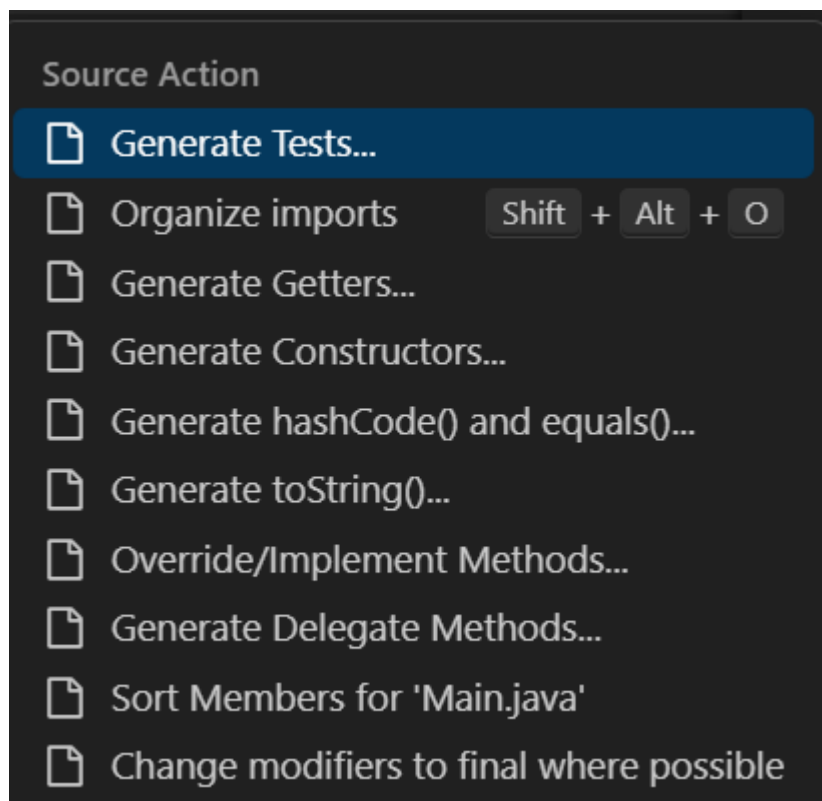 Source Action
Generate Tests...
Organize imports Shift + Alt + O
Generate Getters...
Generate Constructors...
Generate hashCode() and equals()...
Generate toString()...
Override/Implement Methods...
Generate Delegate Methods...
Sort Members for 'Main.java'
Change modifiers to final where possible